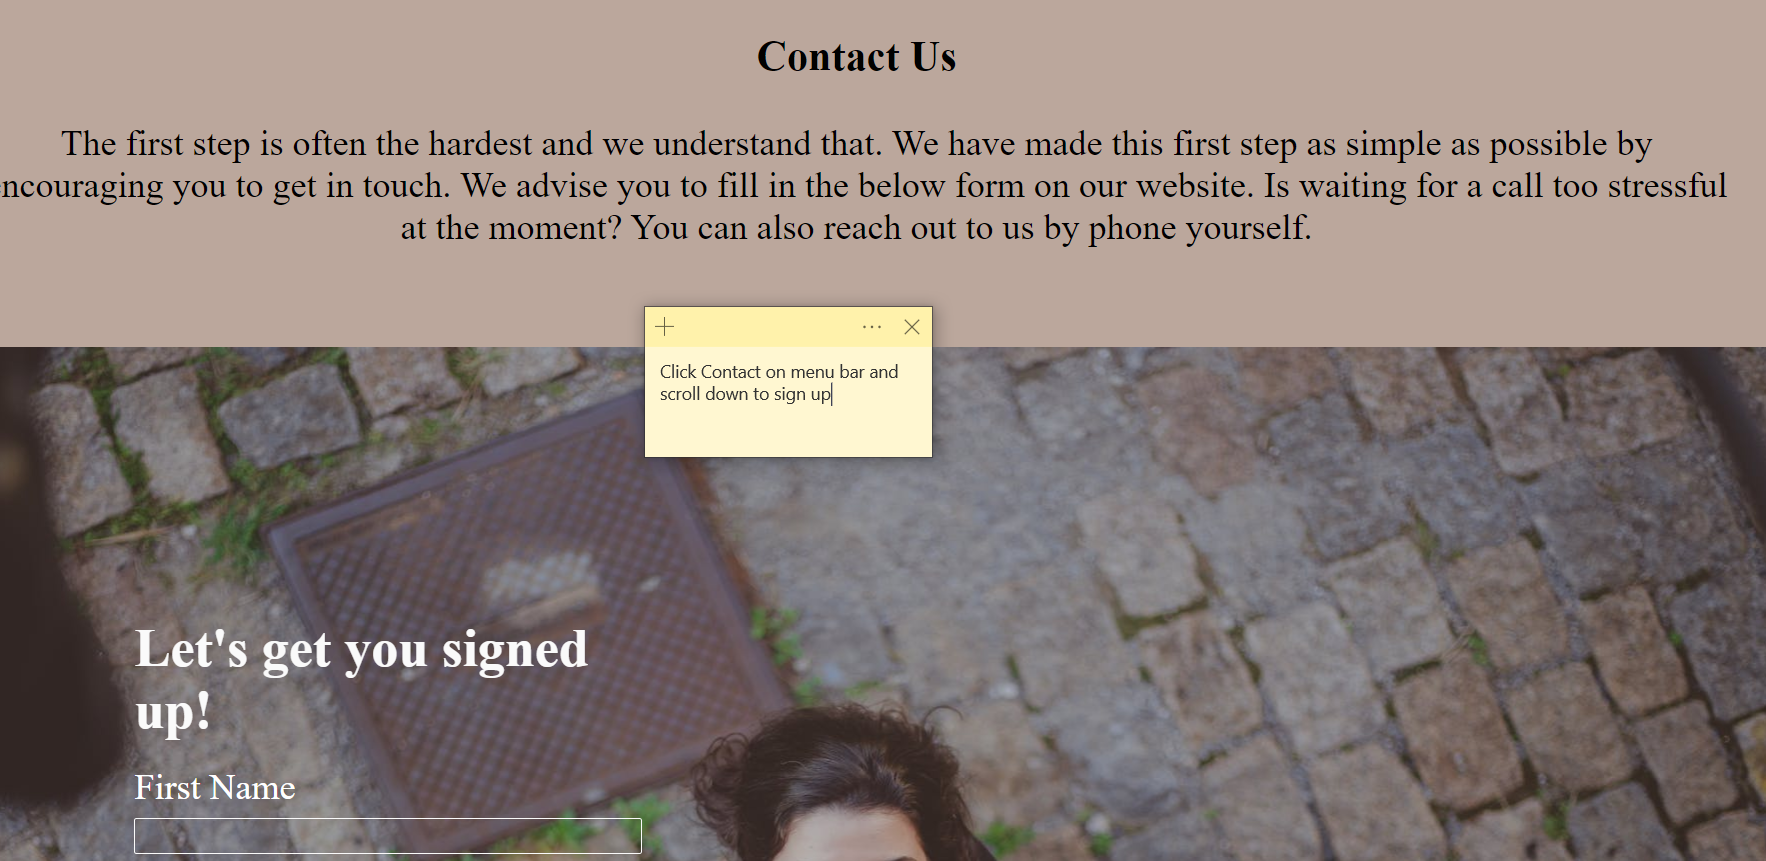 Contact Us
The first step is often the hardest and we understand that. We have made this first step as simple as possible by
ncouraging you to get in touch. We advise you to fill in the below form on our website. Is waiting for a call too stressful
at the moment? You can also reach out to us by phone yourself.
Click Contact on menu bar and
scroll down to sign up
Let's get you signed
up!
First Name